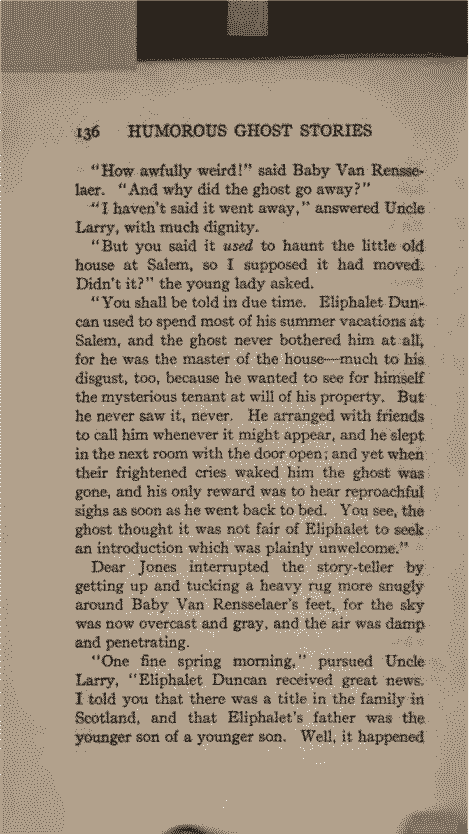 136 HUMOROUS GHOST STORIES
"How awfully weird!" said Baby Van Rensse-
laer. "And why did the ghost go away?"
"I haven't said it went away," answered Uncle
Larry, with much dignity.
"But you said it used to haunt the little old
house at Salem, so I supposed it had moved.
Didn't it?" the young lady asked.
"You shall be told in due time. Eliphalet Dun-
can used to spend most of his summer vacations at
Salem, and the ghost never bothered him at all,
for he was the master of the house—much to his
disgust, too, because he wanted to see for himself
the mysterious tenant at will of his property. But
he never saw it, never. He arranged with friends
to call him whenever it might appear, and he slept
in the next room with the door open; and yet when
their frightened cries waked him the ghost was
gone, and his only reward was to hear reproachful
sighs as soon as he went back to bed. You see, the
ghost thought it was not fair of Eliphalet to seek
an introduction which was plainly unwelcome."
Dear Jones interrupted the story-teller by
getting up and tucking a heavy rug more snugly
around Baby Van Rensselaer's feet, for the sky
was now overcast and gray, and the air was damp
and penetrating.
"One fine spring morning," pursued Uncle
Larry, "Eliphalet Duncan received great news.
I told you that there was a title in the family in
Scotland, and that Eliphalet's father was the
younger son of a younger son. Well, it happened